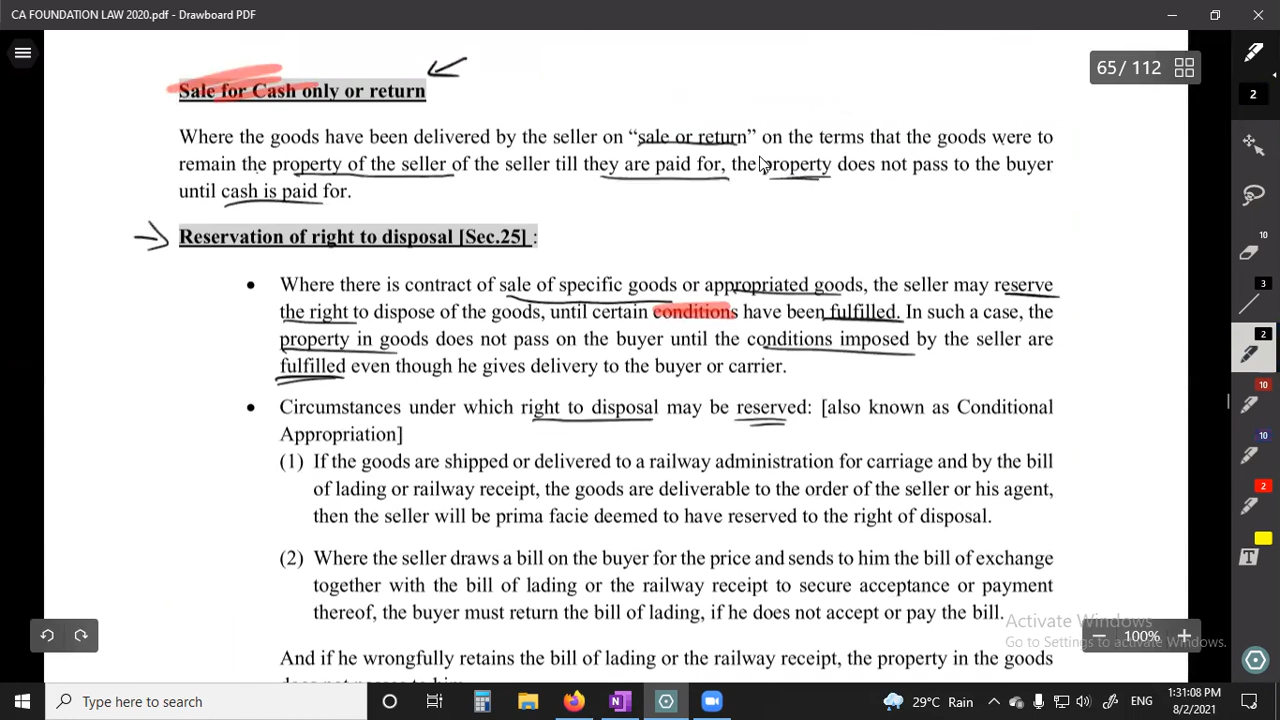 CA FOUNDATION LAW 2020.pdf - Drawboard PDF
65 / 112
2
Sale for Cash only or return
Where the goods have been delivered by the seller on “sale or return” on the terms that the goods were to
remain the property of the seller of the seller till they are paid for, the property does not pass to the buyer
until cash is paid for.
10
Reservation of right to disposal [Sec.25] :
3
• Where there is contract of sale of specific goods or appropriated goods, the seller may reserve
the right to dispose of the goods, until certain conditions have been fulfilled. In such a case, the
2
property in goods does not pass on the buyer until the conditions imposed by the seller are
fulfilled even though he gives delivery to the buyer or carrier.
10
• Circumstances under which right to disposal may be reserved: [also known as Conditional
Appropriation]
10
(1) If the goods are shipped or delivered to a railway administration for carriage and by the bill
of lading or railway receipt, the goods are deliverable to the order of the seller or his agent,
2
then the seller will be prima facie deemed to have reserved to the right of disposal.
T
(2) Where the seller draws a bill on the buyer for the price and sends to him the bill of exchange
together with the bill of lading or the railway receipt to secure acceptance or payment
thereof, the buyer must return the bill of lading, if he does not accept or pay the bill.
Activate Windows
Go to Settings to activate Windows.
100%
And if he wrongfully retains the bill of lading or the railway receipt, the property in the goods
Type here to search
29°C Rain
ENG
1:31:08 PM
8/2/2021